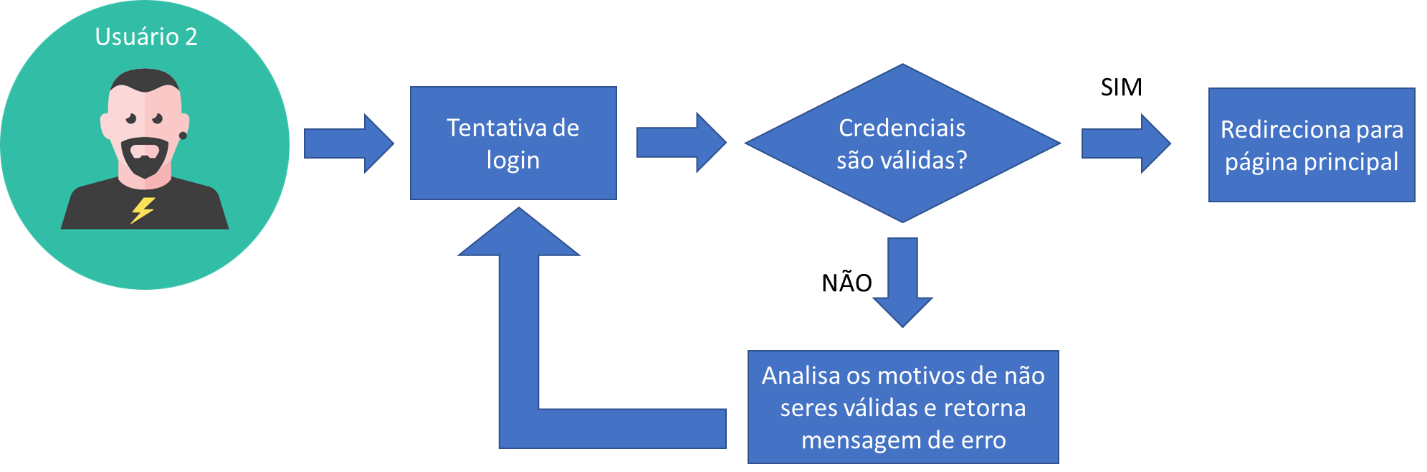 Usuário 2
Tentativa de
login
Credenciais
são válidas?
SIM
Redireciona para
página principal
NÃO
Analisa os motivos de não
seres válidas e retorna
mensagem de erro